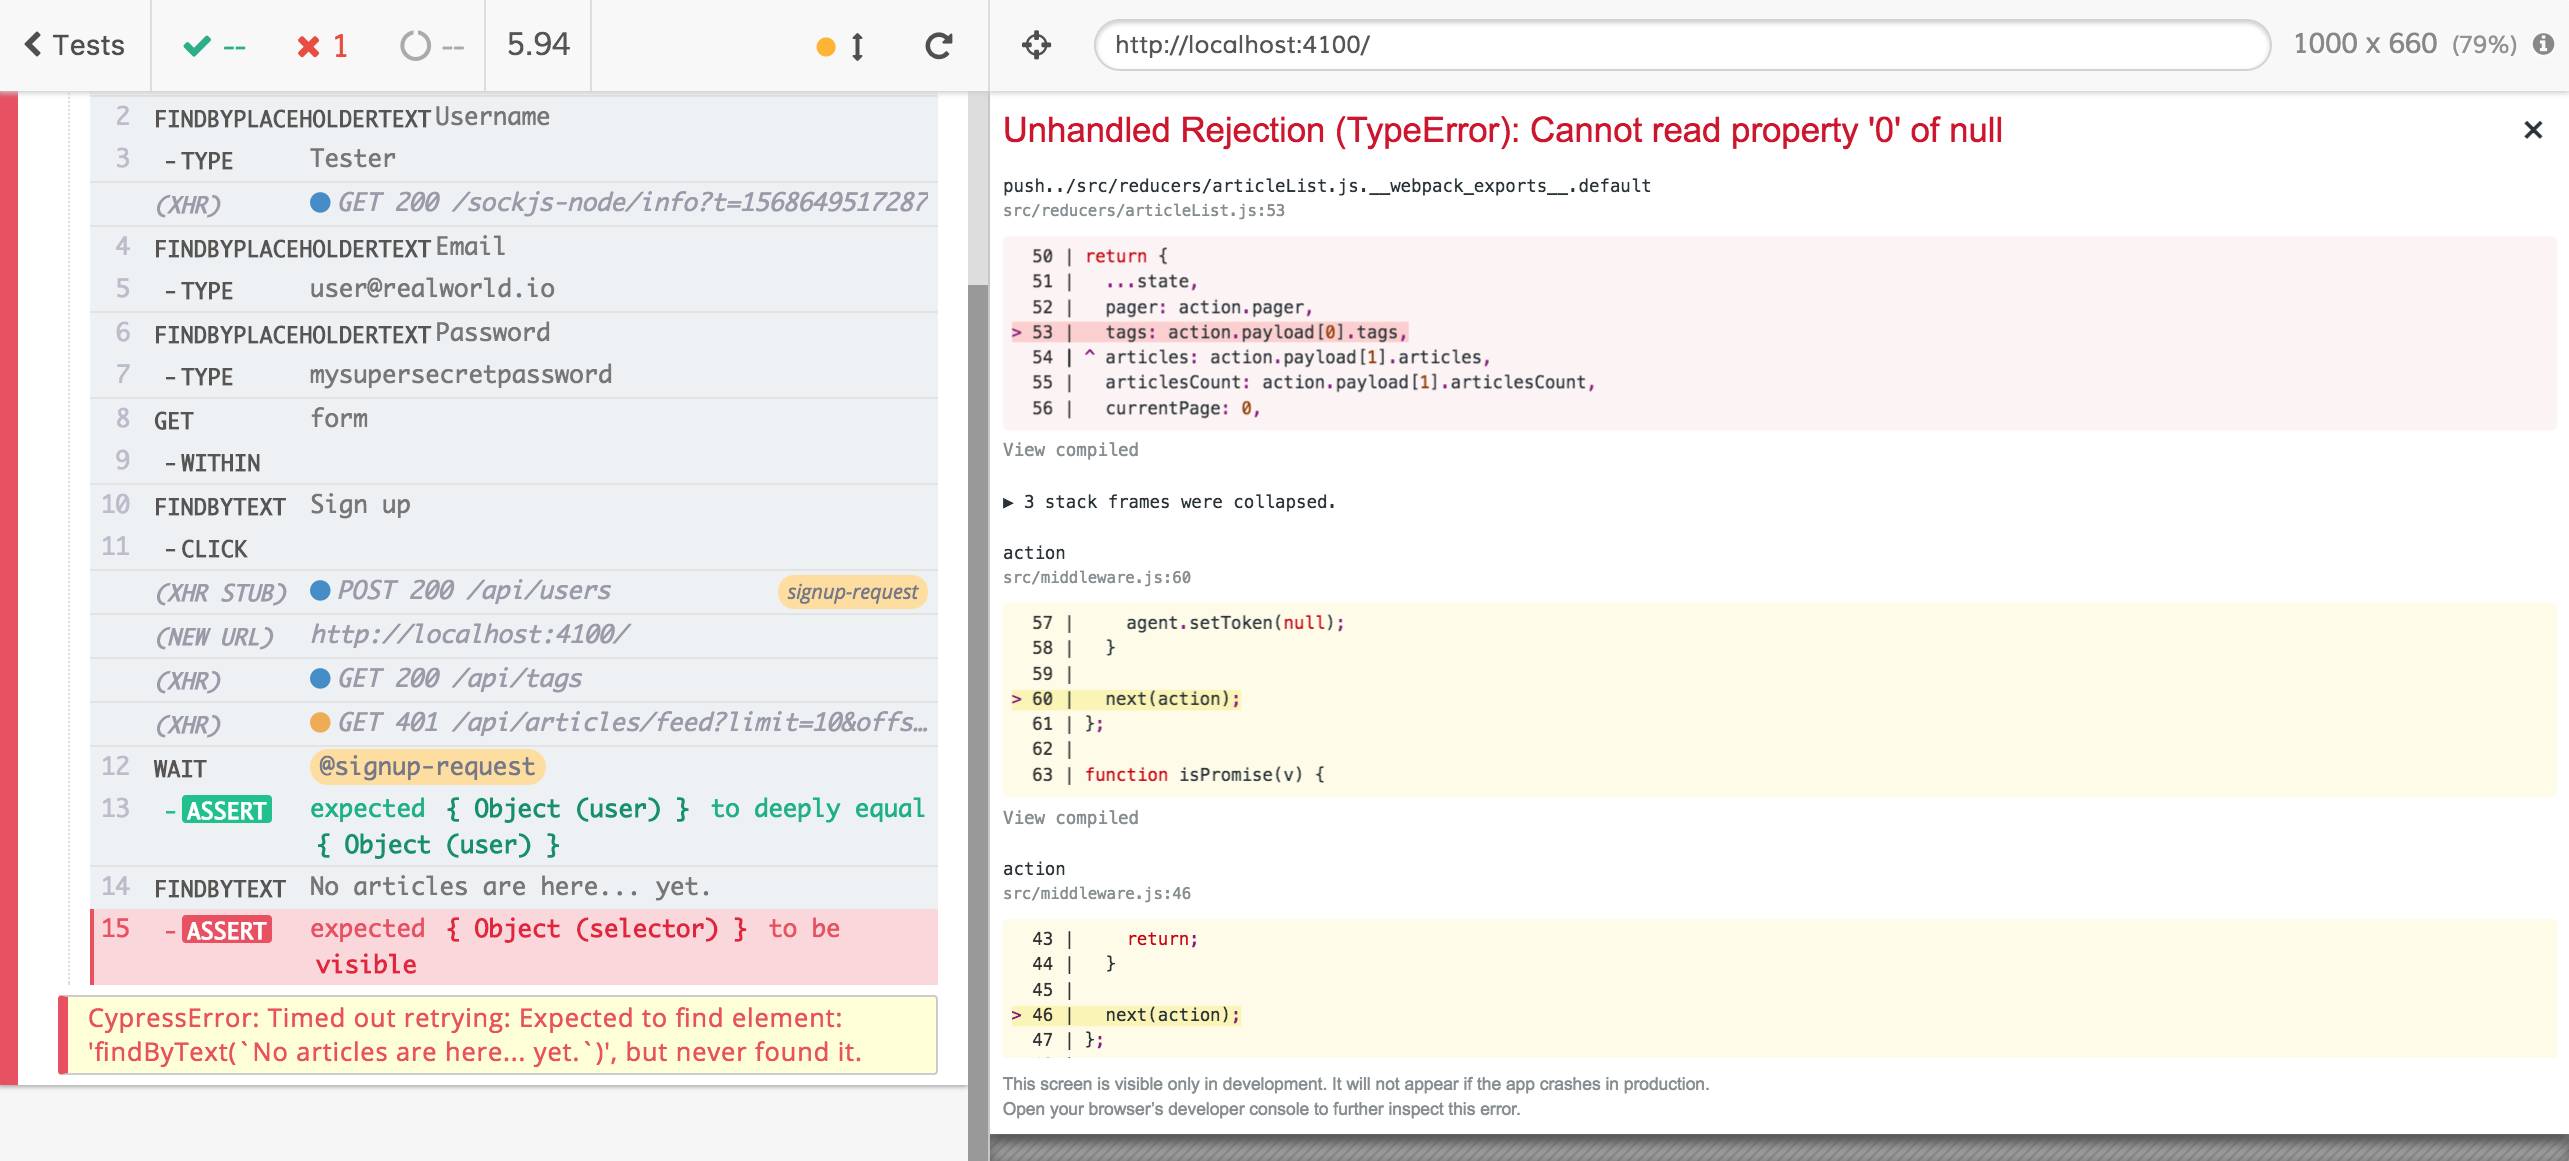 Tests -- 1 -- 5.94
2 FINDBYPLACEHOLDERTEXT Username
3 - TYPE Tester
(XHR) GET 200 /sockjs-node/info?t=1568649517287
4 FINDBYPLACEHOLDERTEXT Email
5 - TYPE user@realworld.io
6 FINDBYPLACEHOLDERTEXT Password
7 - TYPE mysupersecretpassword
8 GET form
9 - WITHIN
10 FINDBYTEXT Sign up
11 - CLICK
(XHR STUB) POST 200 /api/users signup-request
(NEW URL) http://localhost:4100/
(XHR) GET 200 /api/tags
(XHR) GET 401 /api/articles/feed?limit=10&offs…
12 WAIT @signup-request
13 - ASSERT expected { Object (user) } to deeply equal
{ Object (user) }
14 FINDBYTEXT No articles are here... yet.
15 - ASSERT expected { Object (selector) } to be
visible
CypressError: Timed out retrying: Expected to find element:
'findByText(`No articles are here... yet.`)', but never found it.
http://localhost:4100/ 1000 x 660 (79%)
Unhandled Rejection (TypeError): Cannot read property '0' of null
push../src/reducers/articleList.js.__webpack_exports__.default
src/reducers/articleList.js:53
50 | return {
51 | ...state,
52 | pager: action.pager,
> 53 | tags: action.payload[0].tags,
54 | ^ articles: action.payload[1].articles,
55 | articlesCount: action.payload[1].articlesCount,
56 | currentPage: 0,
View compiled
▶ 3 stack frames were collapsed.
action
src/middleware.js:60
57 | agent.setToken(null);
58 | }
59 |
> 60 | next(action);
61 | };
62 |
63 | function isPromise(v) {
View compiled
action
src/middleware.js:46
43 | return;
44 | }
45 |
> 46 | next(action);
47 | };
This screen is visible only in development. It will not appear if the app crashes in production.
Open your browser's developer console to further inspect this error.